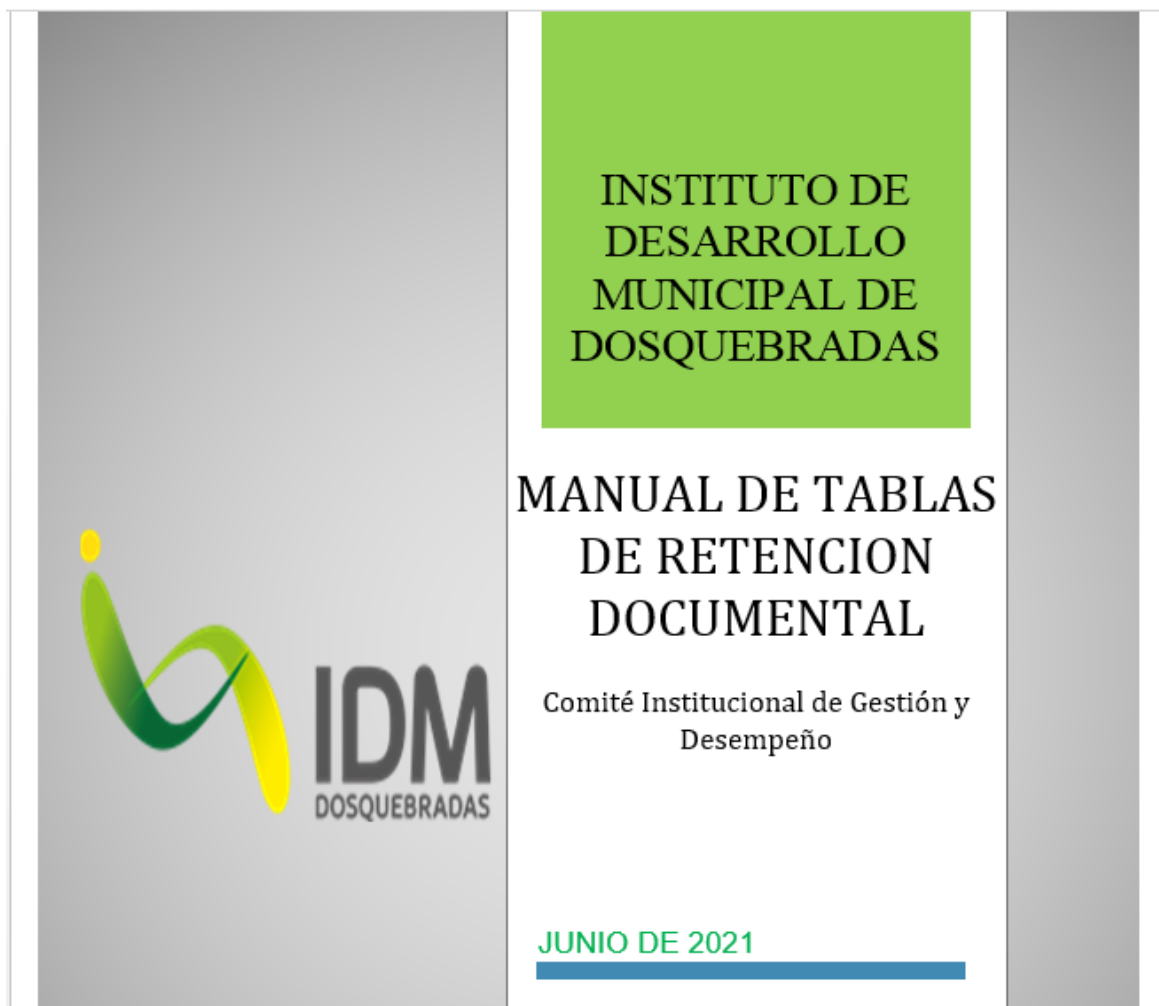 INSTITUTO DE
DESARROLLO
MUNICIPAL DE
DOSQUEBRADAS
MANUAL DE TABLAS
DE RETENCION
DOCUMENTAL
Comité Institucional de Gestión y
Desempeño
IDM
DOSQUEBRADAS
JUNIO DE 2021